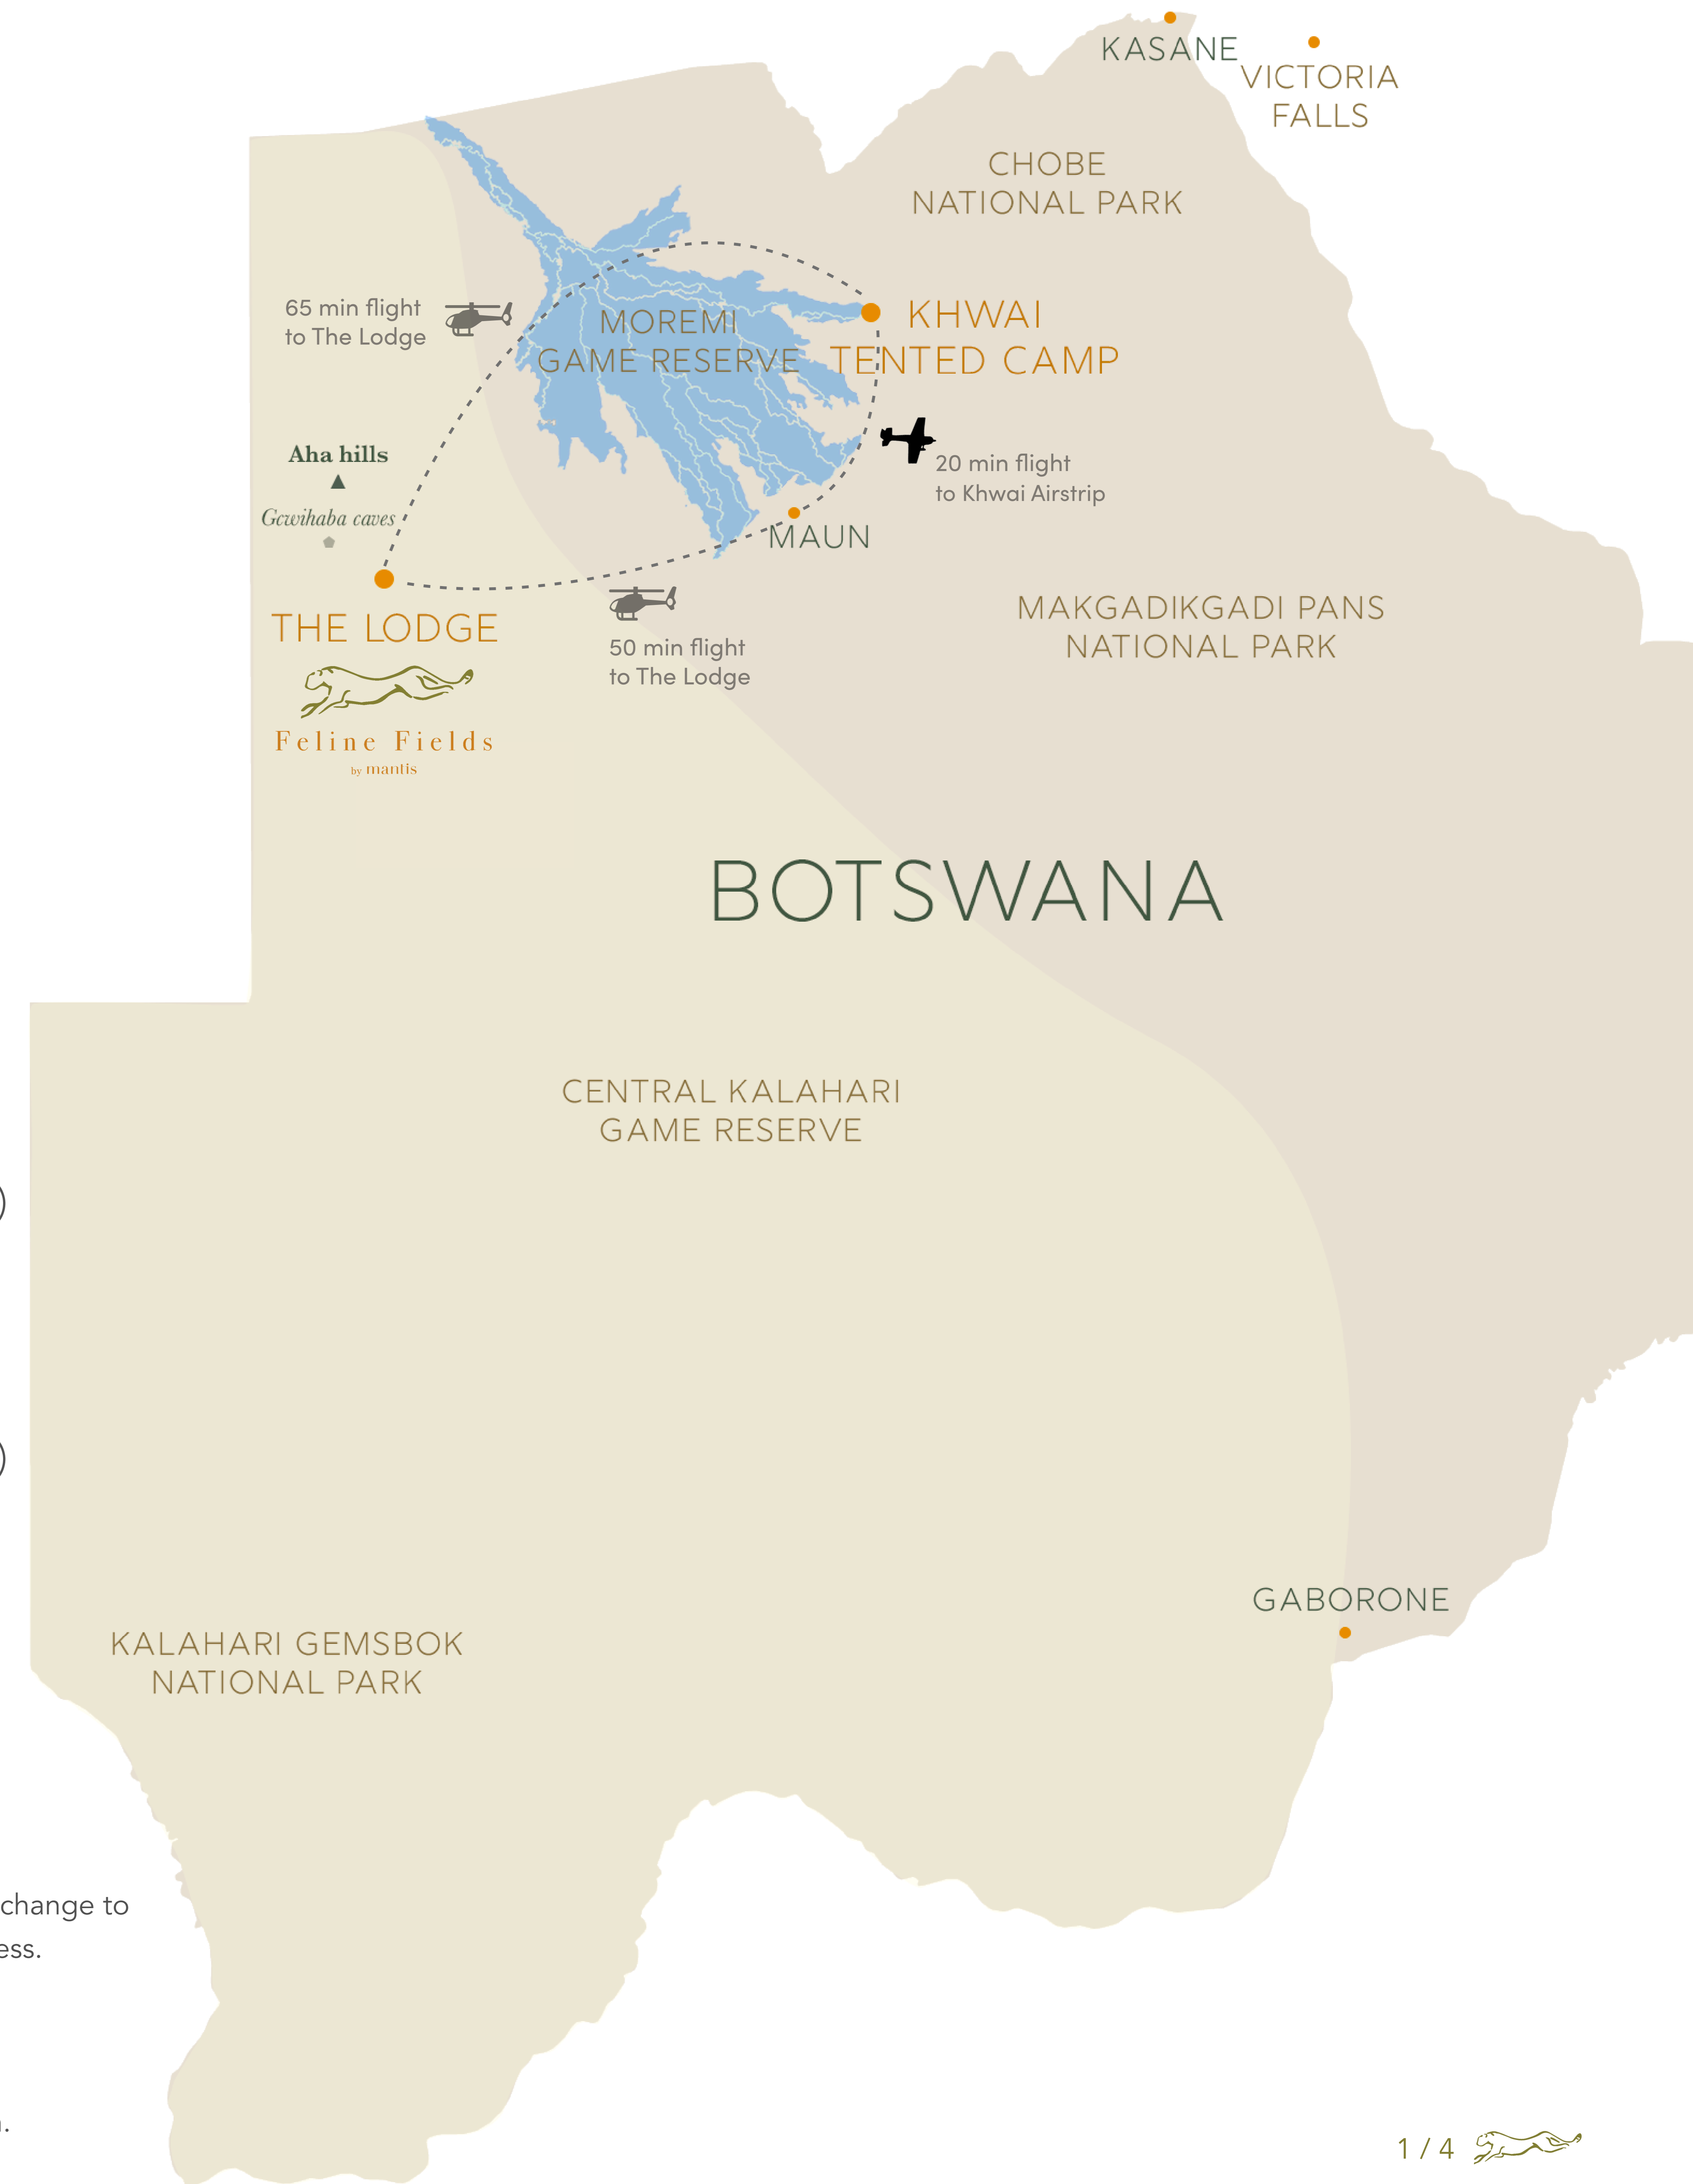 KASANE
VICTORIA
FALLS
CHOBE
NATIONAL PARK
65 min flight
to The Lodge
MOREMI
GAME RESERVE
KHWAI
TENTED CAMP
Aha hills
20 min flight
to Khwai Airstrip
Gcwihaba caves
MAUN
THE LODGE
MAKGADIKGADI PANS
NATIONAL PARK
50 min flight
to The Lodge
Feline Fields
by mantis
BOTSWANA
CENTRAL KALAHARI
GAME RESERVE
GABORONE
KALAHARI GEMSBOK
NATIONAL PARK
change to
ess.
1 / 4